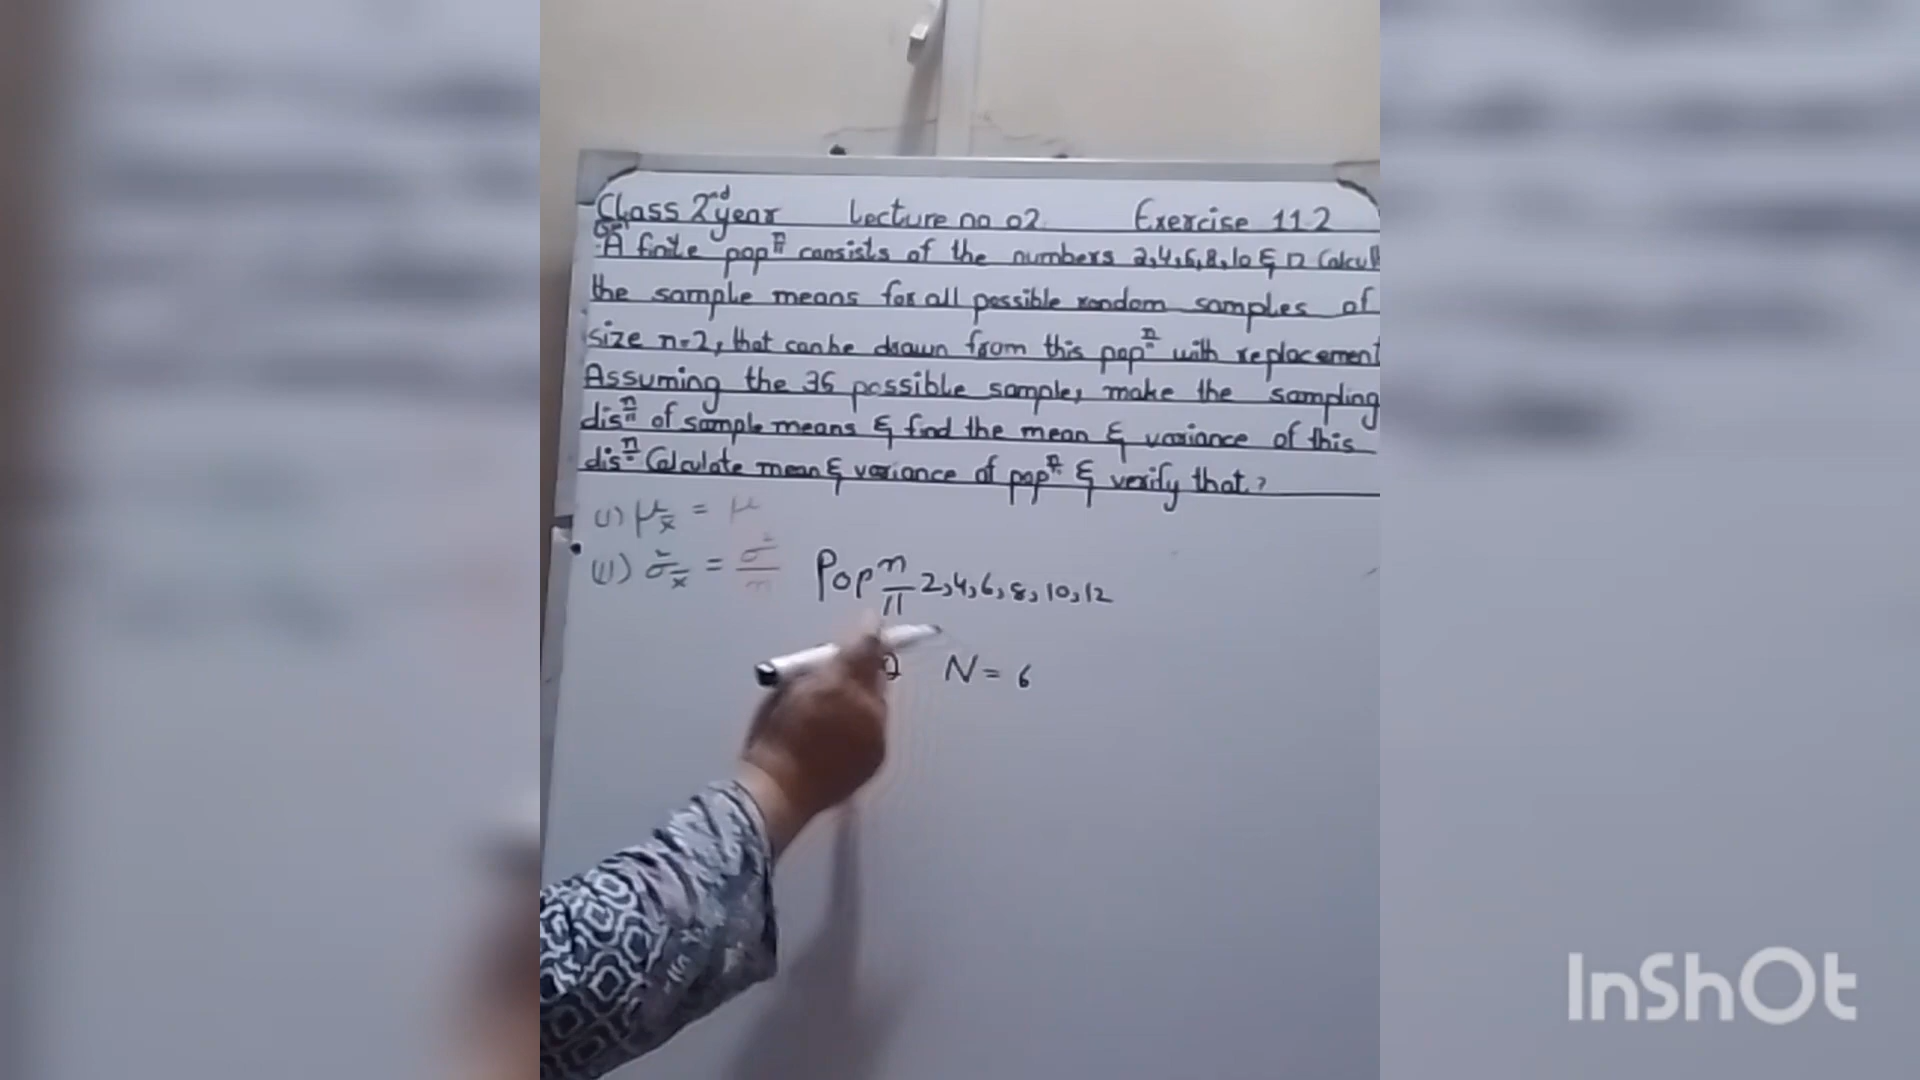 Class 2nd year Lecture no 02 Exercise 11.2
A finite popn consists of the numbers 2,4,6,8,10 & 12 Calcul
the sample means for all possible random samples of
size n=2, that can be drawn from this popn with replacement
Assuming the 36 possible sample, make the sampling
disn of sample means & find the mean & variance of this
disn Calculate mean & variance of popn & verify that?
(i) μx̄ = μ
(ii) σ²x̄ = σ²/n
Popn 2,4,6,8,10,12
2 N = 6
InShOt